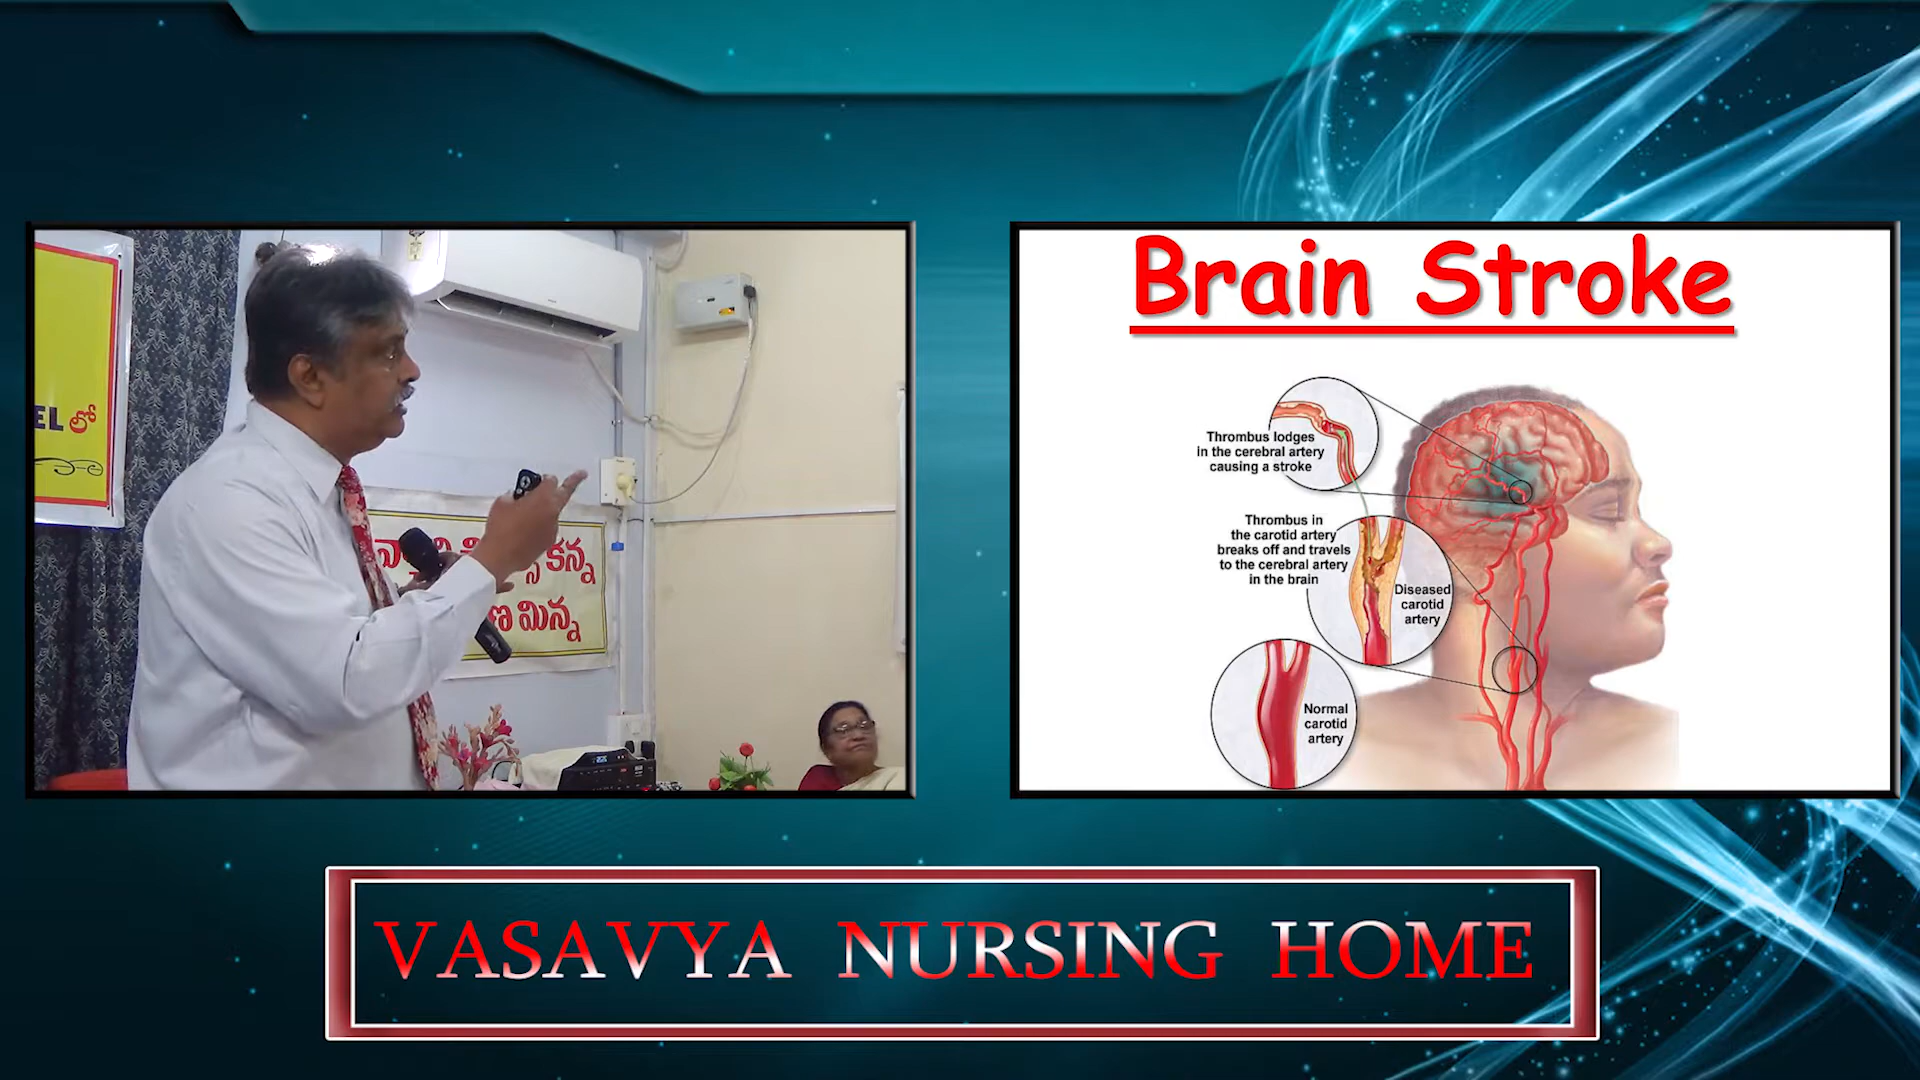 EL లో
కన్న
మిన్న
Brain Stroke
Thrombus lodges
in the cerebral artery
causing a stroke
Thrombus in
the carotid artery
breaks off and travels
to the cerebral artery
in the brain
Diseased
carotid
artery
Normal
carotid
artery
VASAVYA NURSING HOME